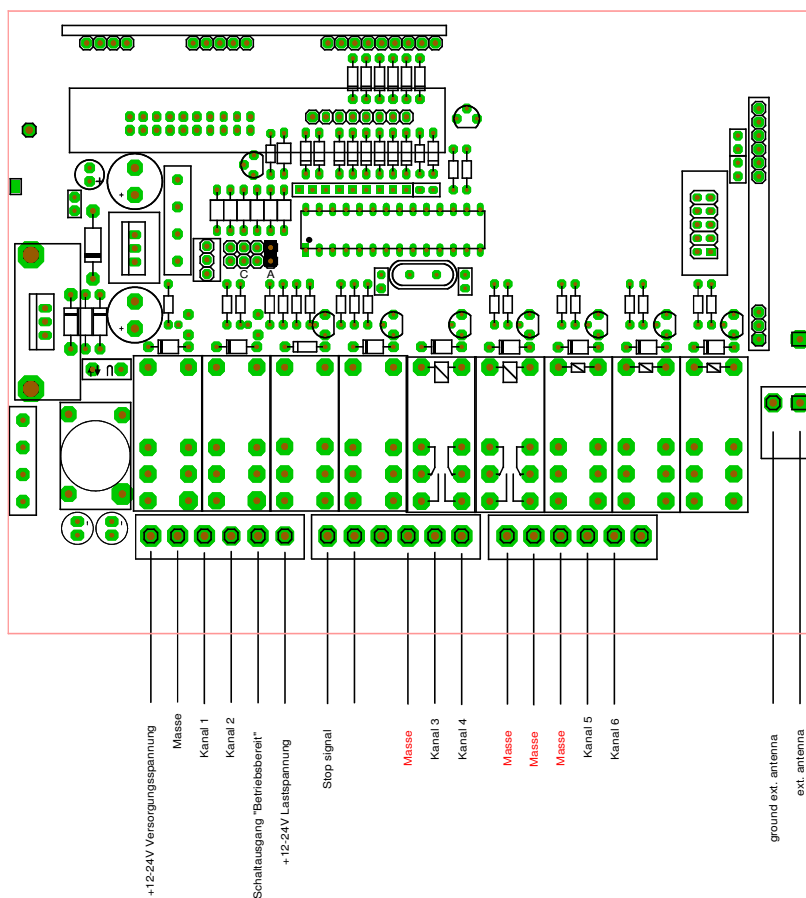 C
A
+
+
+
U
-
-
+12-24V Versorgungsspannung
Masse
Kanal 1
Kanal 2
Schaltausgang "Betriebsbereit"
+12-24V Lastspannung
Stop signal
Masse
Kanal 3
Kanal 4
Masse
Masse
Masse
Kanal 5
Kanal 6
ground ext. antenna
ext. antenna